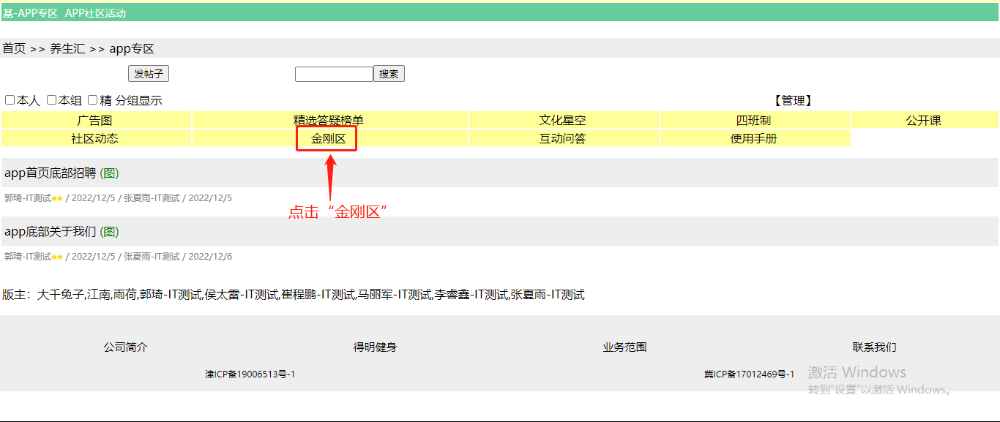 基-APP专区 APP社区活动
首页 >> 养生汇 >> app专区
发帖子 搜索
本人 本组 精 分组显示 【管理】
广告图 精选答疑榜单 文化星空 四班制 公开课
社区动态 金刚区 互动问答 使用手册
app首页底部招聘 (图)
郭琦-IT测试★★ / 2022/12/5 / 张夏雨-IT测试 / 2022/12/5
点击“金刚区”
app底部关于我们 (图)
郭琦-IT测试★★ / 2022/12/5 / 张夏雨-IT测试 / 2022/12/6
版主：大千兔子,江南,雨荷,郭琦-IT测试,侯太雷-IT测试,崔程鹏-IT测试,马丽军-IT测试,李睿鑫-IT测试,张夏雨-IT测试
公司简介 得明健身 业务范围 联系我们
津ICP备19006513号-1 冀ICP备17012469号-1
激活 Windows
转到“设置”以激活 Windows。